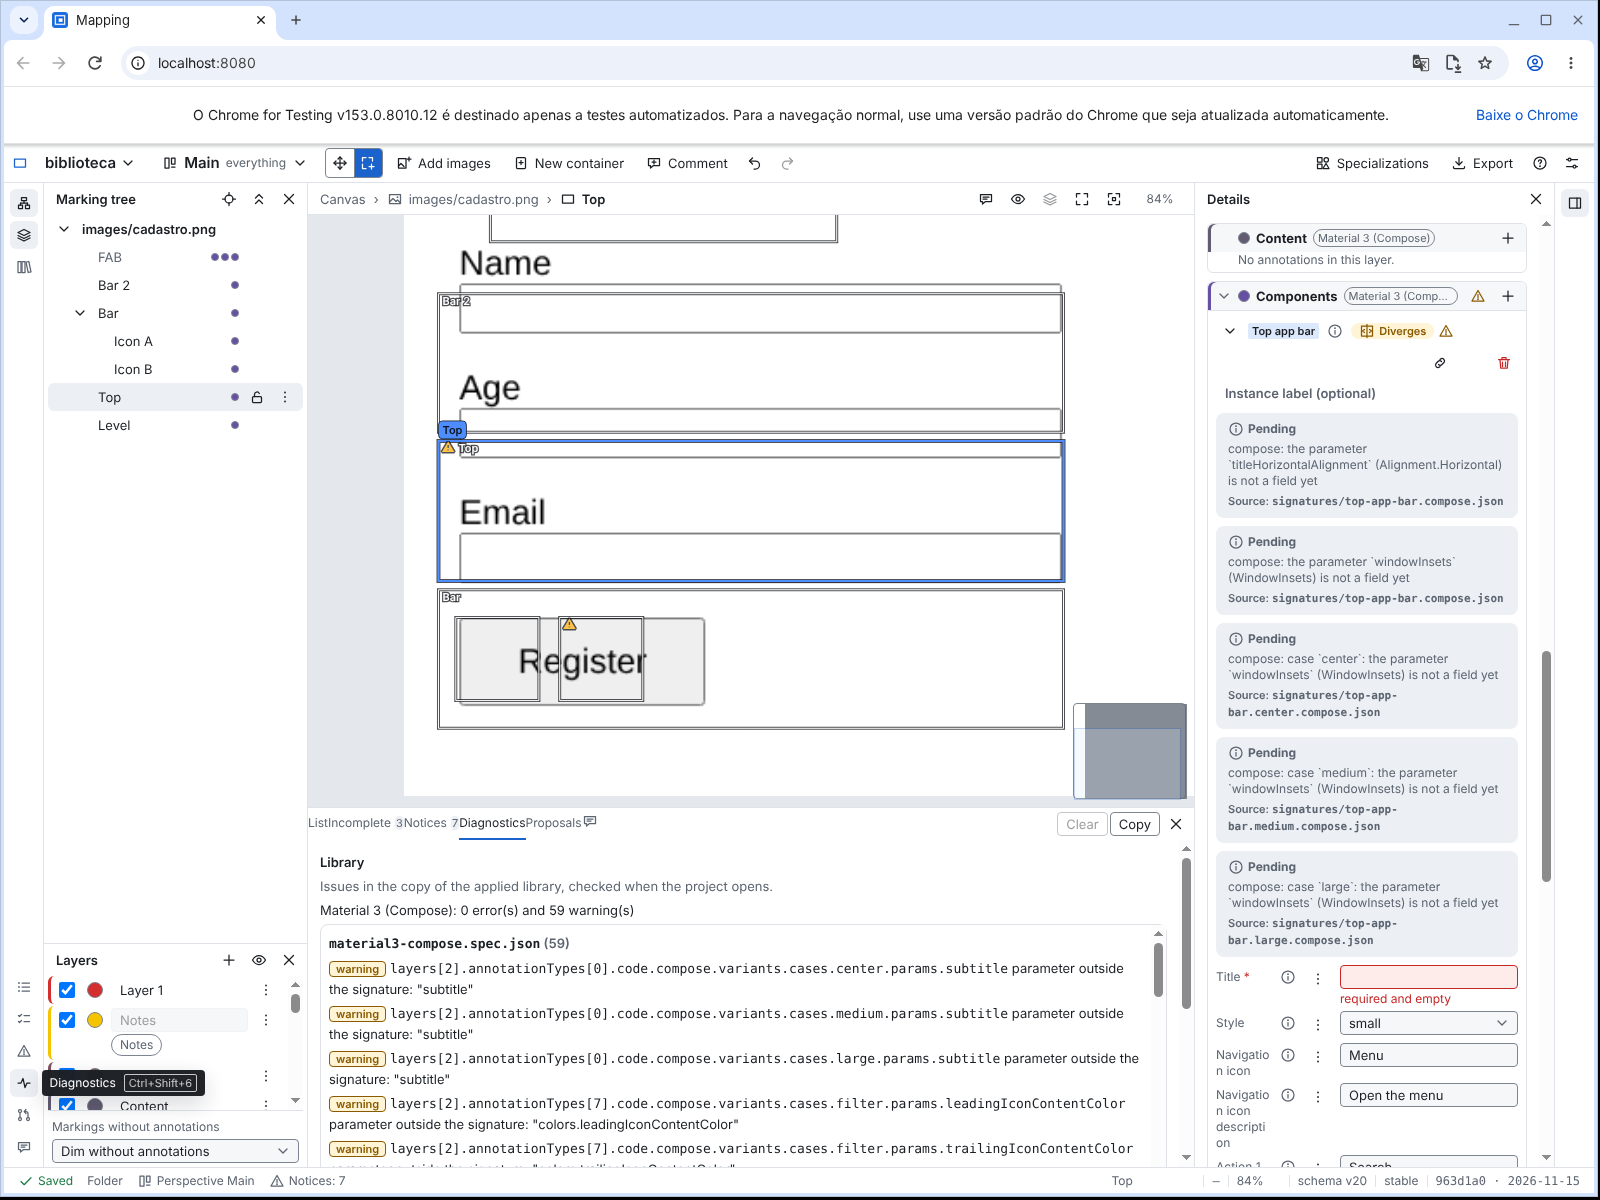 Mapping
localhost:8080
O Chrome for Testing v153.0.8010.12 é destinado apenas a testes automatizados. Para a navegação normal, use uma versão padrão do Chrome que seja atualizada automaticamente.
Baixe o Chrome
biblioteca
Main everything
Add images
New container
Comment
Specializations
Export
Marking tree
images/cadastro.png
FAB
Bar 2
Bar
Icon A
Icon B
Top
Level
Canvas › images/cadastro.png › Top
84%
Name
Bar 2
Age
Top
Top
Email
Bar
Register
Details
Content Material 3 (Compose)
No annotations in this layer.
Components Material 3 (Comp...
Top app bar Diverges
Instance label (optional)
Pending
compose: the parameter
`titleHorizontalAlignment` (Alignment.Horizontal)
is not a field yet
Source: signatures/top-app-bar.compose.json
Pending
compose: the parameter `windowInsets`
(WindowInsets) is not a field yet
Source: signatures/top-app-bar.compose.json
Pending
compose: case `center`: the parameter
`windowInsets` (WindowInsets) is not a field yet
Source: signatures/top-app-
bar.center.compose.json
Pending
compose: case `medium`: the parameter
`windowInsets` (WindowInsets) is not a field yet
Source: signatures/top-app-
bar.medium.compose.json
Pending
compose: case `large`: the parameter
`windowInsets` (WindowInsets) is not a field yet
Source: signatures/top-app-
bar.large.compose.json
Title *
required and empty
Style small
Navigatio
n icon
Menu
Navigatio
n icon
descripti
on
Open the menu
Action 1 Search
List Incomplete 3 Notices 7 Diagnostics Proposals
Clear
Copy
Library
Issues in the copy of the applied library, checked when the project opens.
Material 3 (Compose): 0 error(s) and 59 warning(s)
material3-compose.spec.json (59)
warning layers[2].annotationTypes[0].code.compose.variants.cases.center.params.subtitle parameter outside
the signature: "subtitle"
warning layers[2].annotationTypes[0].code.compose.variants.cases.medium.params.subtitle parameter outside
the signature: "subtitle"
warning layers[2].annotationTypes[0].code.compose.variants.cases.large.params.subtitle parameter outside the
signature: "subtitle"
warning layers[2].annotationTypes[7].code.compose.variants.cases.filter.params.leadingIconContentColor
parameter outside the signature: "colors.leadingIconContentColor"
warning layers[2].annotationTypes[7].code.compose.variants.cases.filter.params.trailingIconContentColor
Layers
Layer 1
Notes
Notes
Diagnostics Ctrl+Shift+6
Content
Markings without annotations
Dim without annotations
Saved
Folder
Perspective Main
Notices: 7
Top
– 84%
schema v20
stable
963d1a0 · 2026-11-15